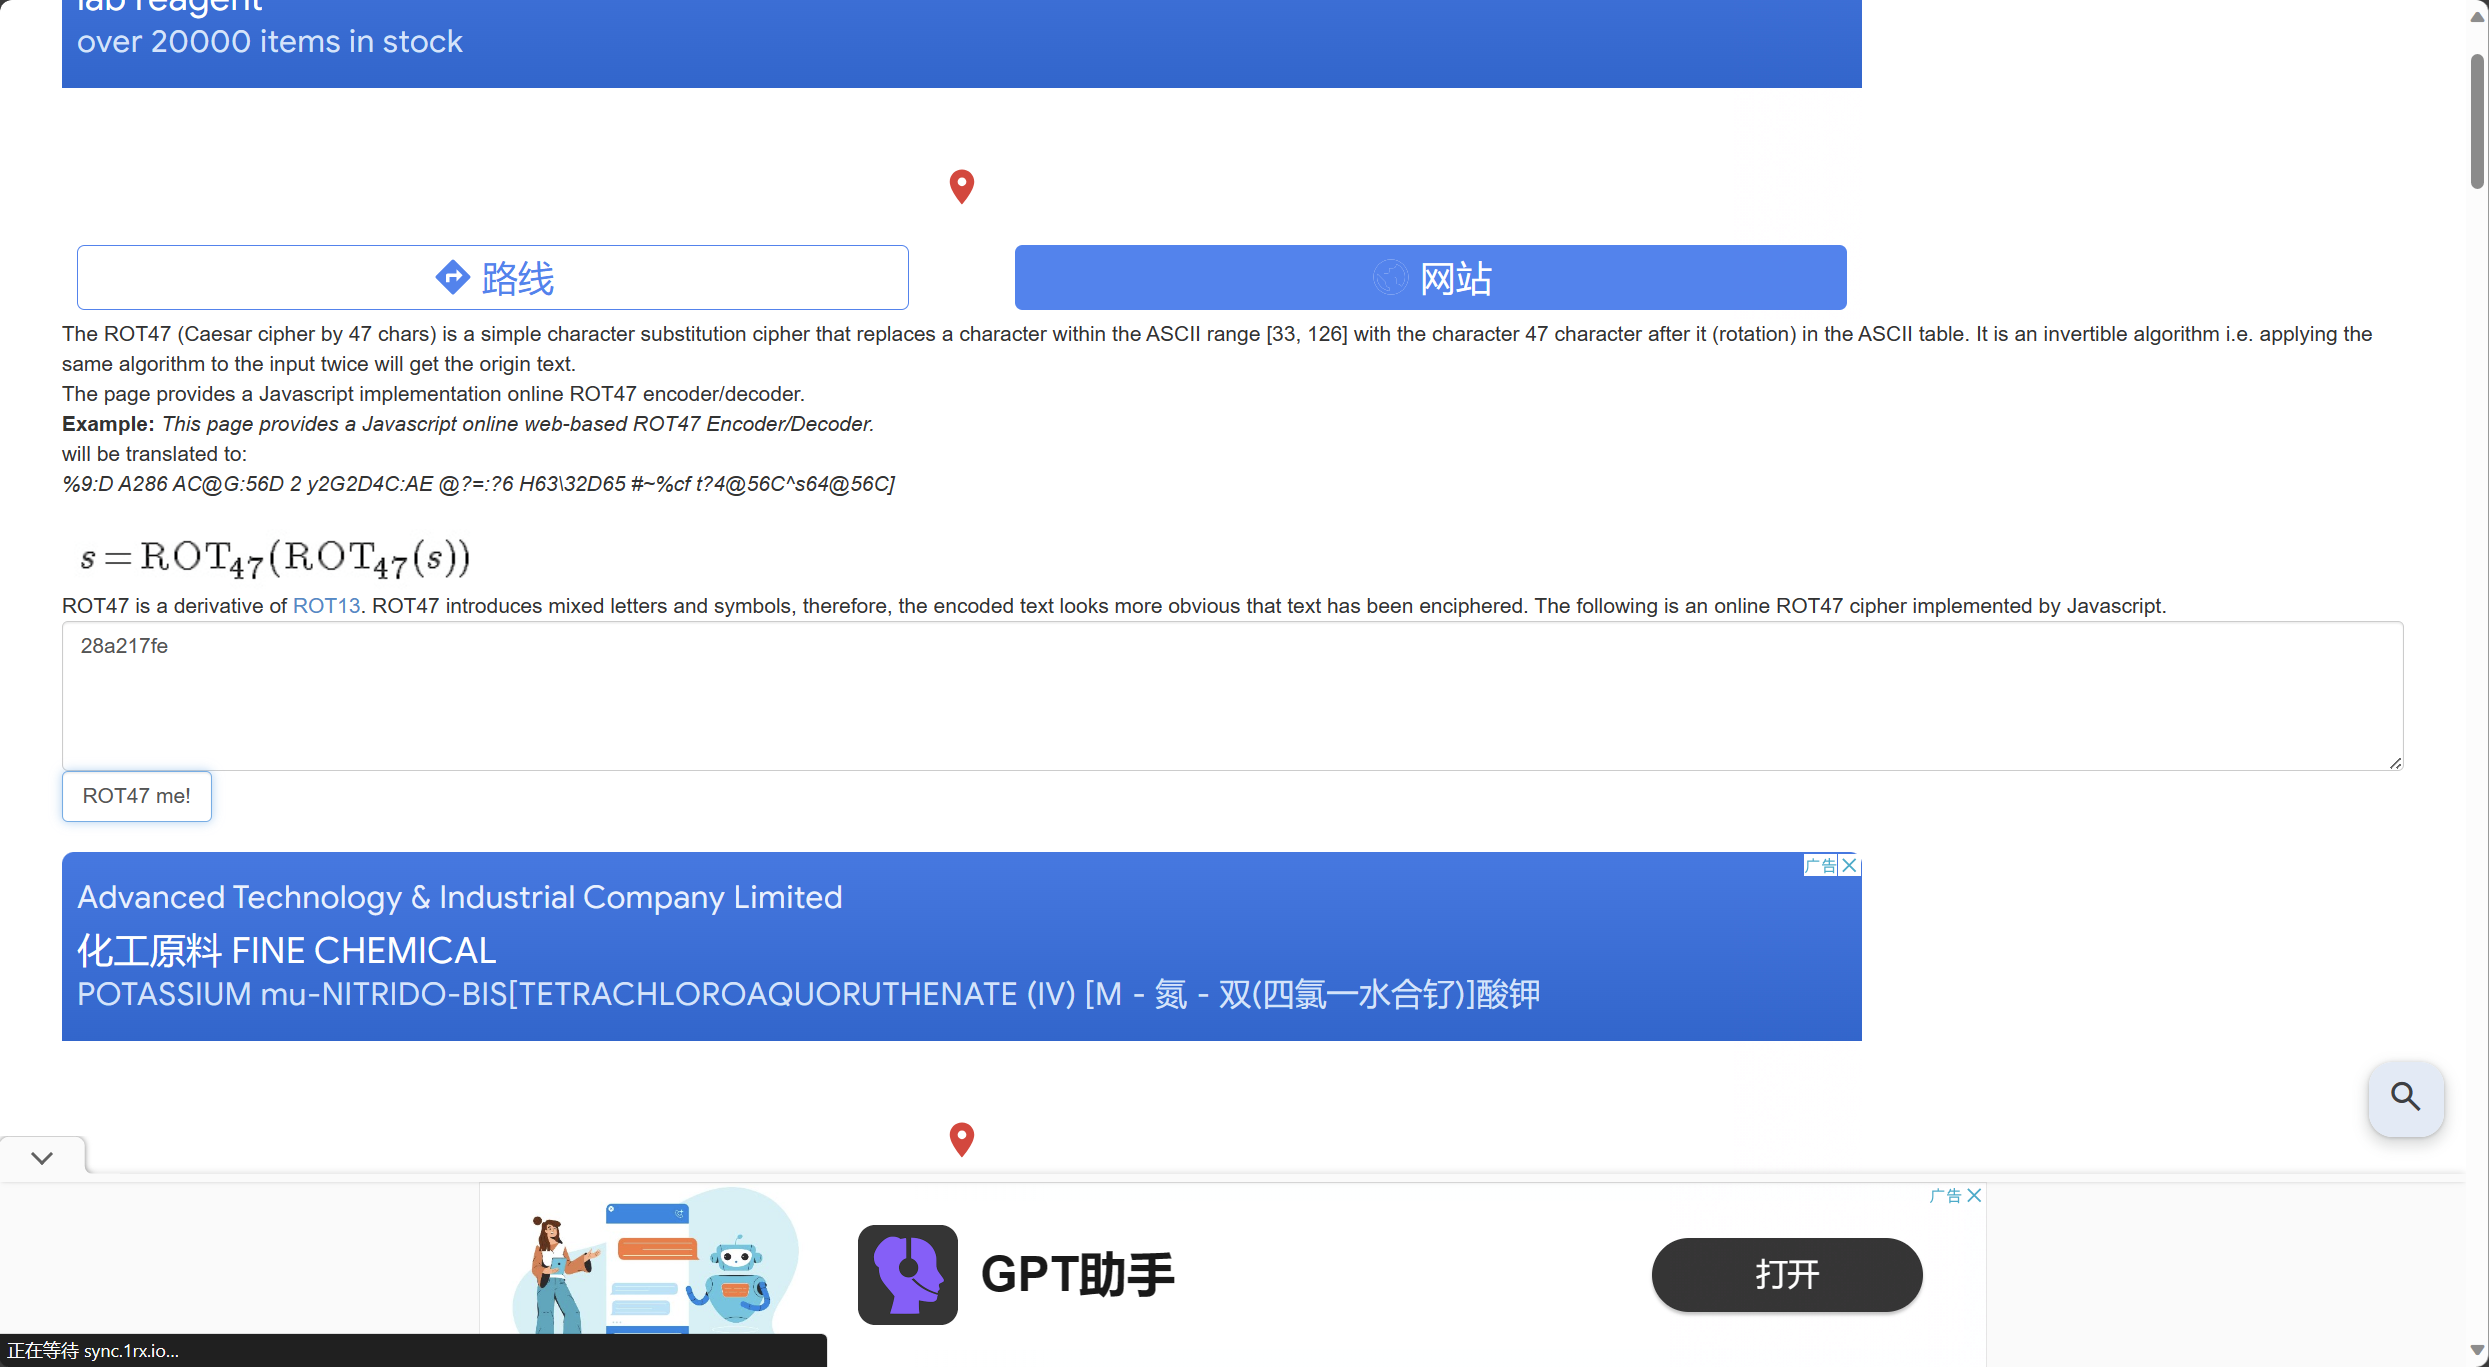 lab reagent
over 20000 items in stock
路线
网站
The ROT47 (Caesar cipher by 47 chars) is a simple character substitution cipher that replaces a character within the ASCII range [33, 126] with the character 47 character after it (rotation) in the ASCII table. It is an invertible algorithm i.e. applying the
same algorithm to the input twice will get the origin text.
The page provides a Javascript implementation online ROT47 encoder/decoder.
Example: This page provides a Javascript online web-based ROT47 Encoder/Decoder.
will be translated to:
%9:D A286 AC@G:56D 2 y2G2D4C:AE @?=:?6 H63\32D65 #~%cf t?4@56C^s64@56C]
s = ROT47(ROT47(s))
ROT47 is a derivative of ROT13. ROT47 introduces mixed letters and symbols, therefore, the encoded text looks more obvious that text has been enciphered. The following is an online ROT47 cipher implemented by Javascript.
28a217fe
ROT47 me!
广告
Advanced Technology & Industrial Company Limited
化工原料 FINE CHEMICAL
POTASSIUM mu-NITRIDO-BIS[TETRACHLOROAQUORUTHENATE (IV) [M - 氮 - 双(四氯一水合钌)]酸钾
广告
GPT助手
打开
正在等待 sync.1rx.io...